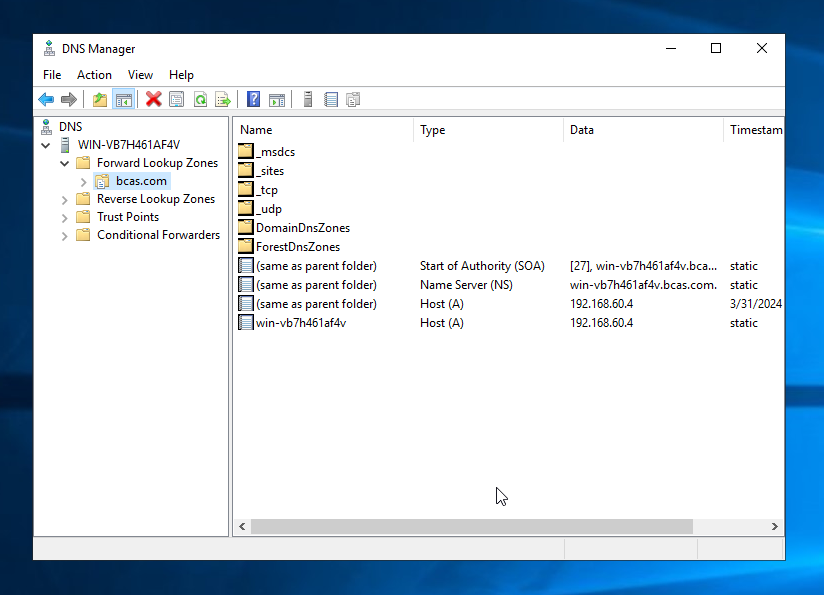 DNS Manager
File Action View Help
DNS
WIN-VB7H461AF4V
Forward Lookup Zones
bcas.com
Reverse Lookup Zones
Trust Points
Conditional Forwarders
Name Type Data Timestam
_msdcs
_sites
_tcp
_udp
DomainDnsZones
ForestDnsZones
(same as parent folder) Start of Authority (SOA) [27], win-vb7h461af4v.bca... static
(same as parent folder) Name Server (NS) win-vb7h461af4v.bcas.com. static
(same as parent folder) Host (A) 192.168.60.4 3/31/2024
win-vb7h461af4v Host (A) 192.168.60.4 static